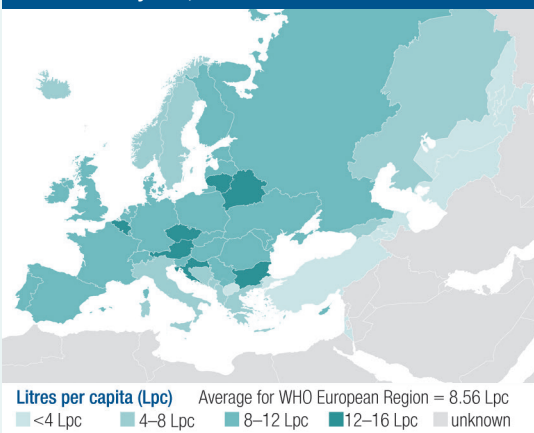 Litres per capita (Lpc) Average for WHO European Region = 8.56 Lpc
<4 Lpc 4–8 Lpc 8–12 Lpc 12–16 Lpc unknown